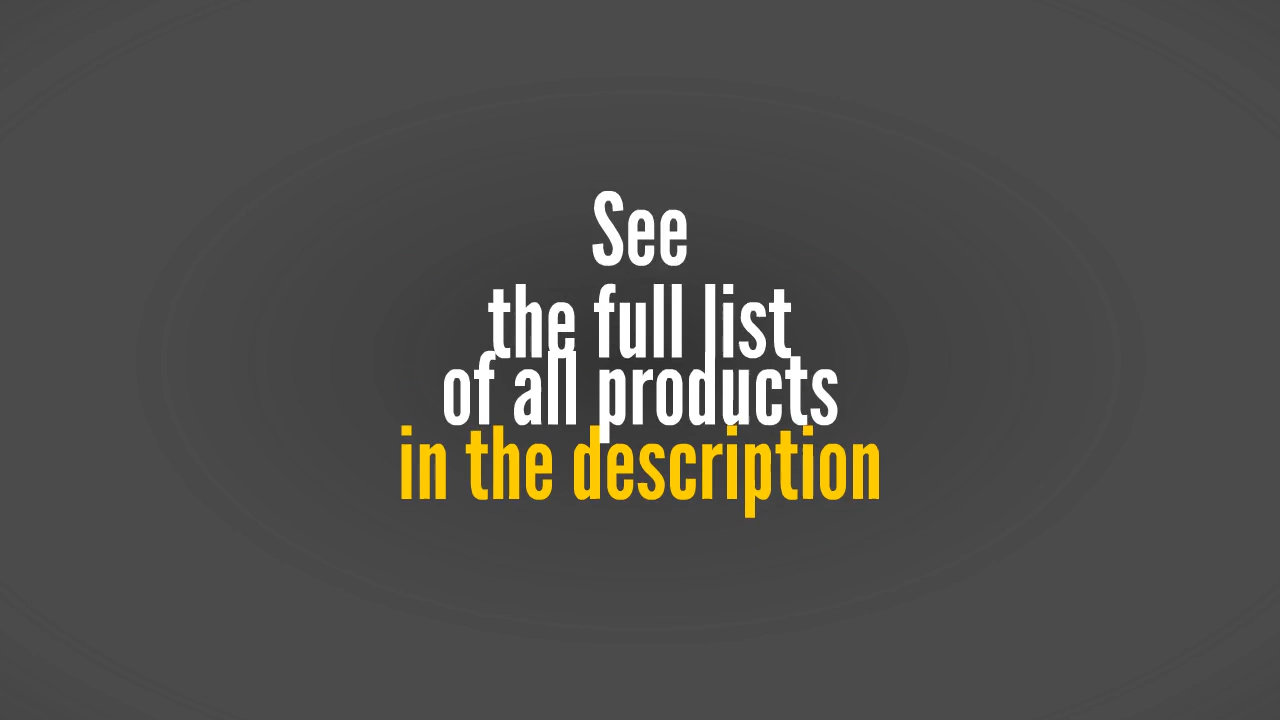 See
the full list
of all products
in the description